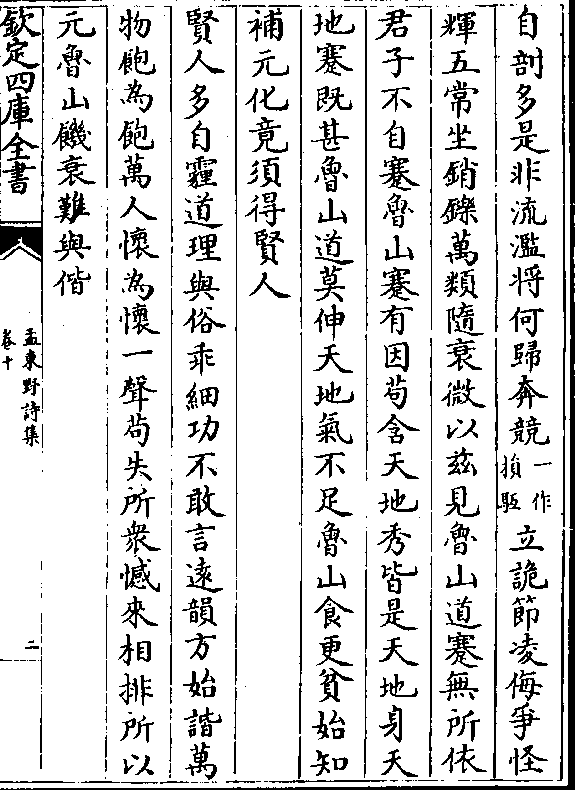 自剖多是非流濫將何歸奔競一作損駈立詭節凌侮爭怪
輝五常坐銷鑠萬類隨衰微以茲見魯山道蹇無所依
君子不自蹇魯山蹇有因苟含天地秀皆是天地身天
地蹇既甚魯山道莫伸天地氣不足魯山食更貧始知
補元化竟須得賢人
賢人多自霾道理與俗乖細功不敢言遠韻方始諧萬
物飽為飽萬人懷為懷一聲苟失所衆憾來相排所以
元魯山饑衰難與偕
欽定四庫全書
孟東野詩集
卷十
二